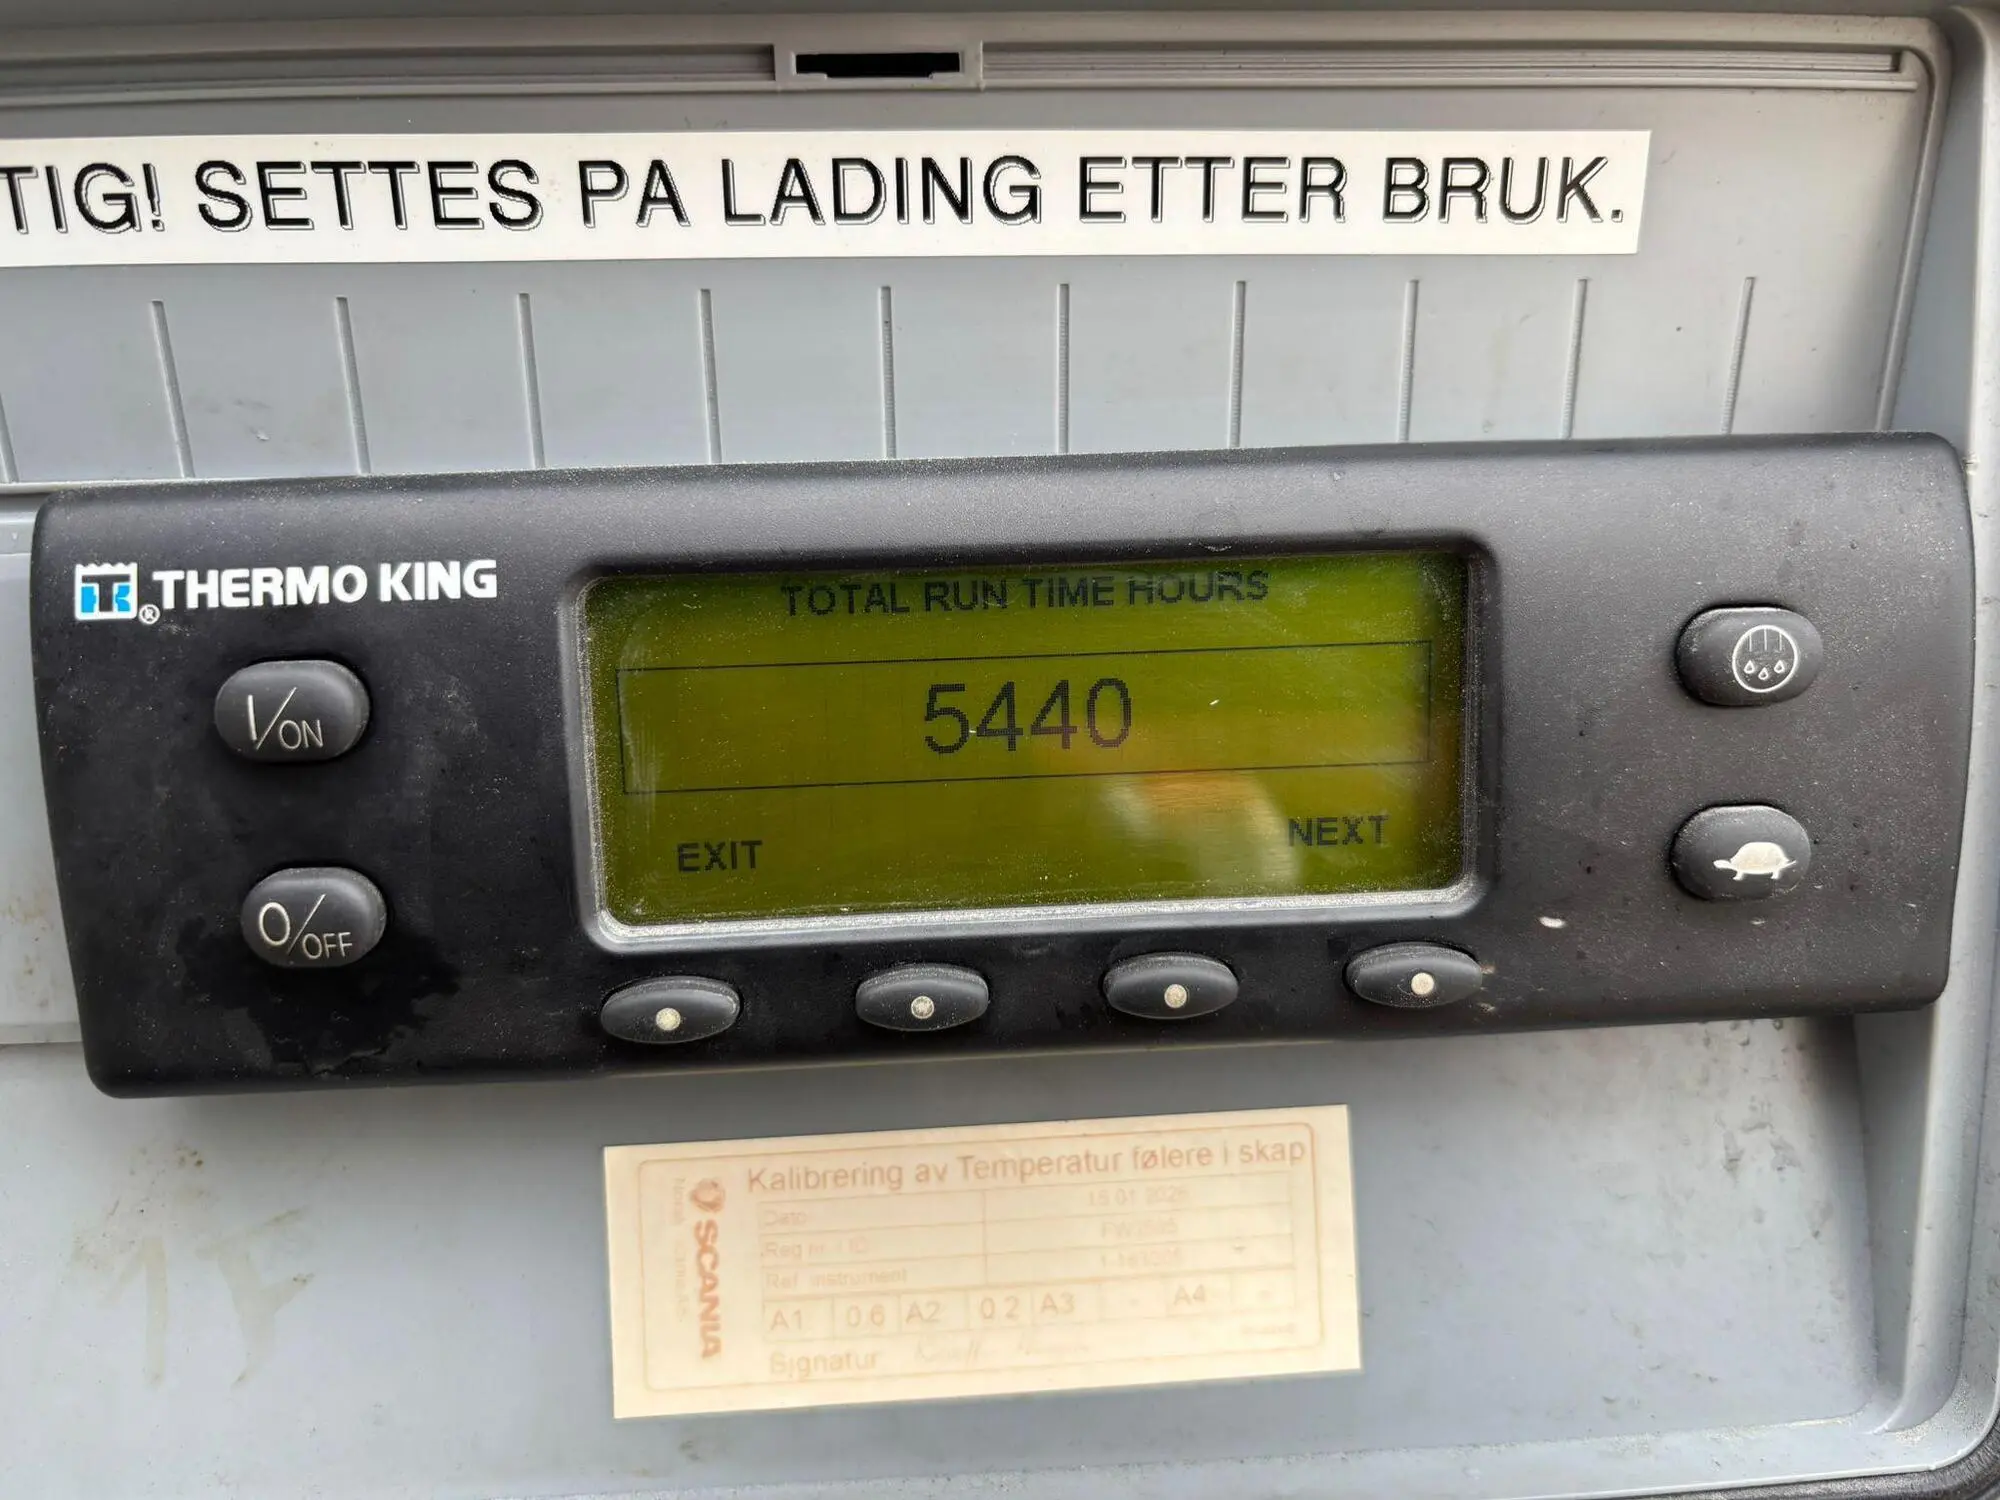 TIG! SETTES PA LADING ETTER BRUK.
THERMO KING
TOTAL RUN TIME HOURS
5440
EXIT NEXT
I/ON
O/OFF
Kalibrering av Temperatur følere i skap
SCANIA
Dato
Reg nr. / ID
Ref. instrument
A1 0.6 A2 0.2 A3 - A4 -
Signatur